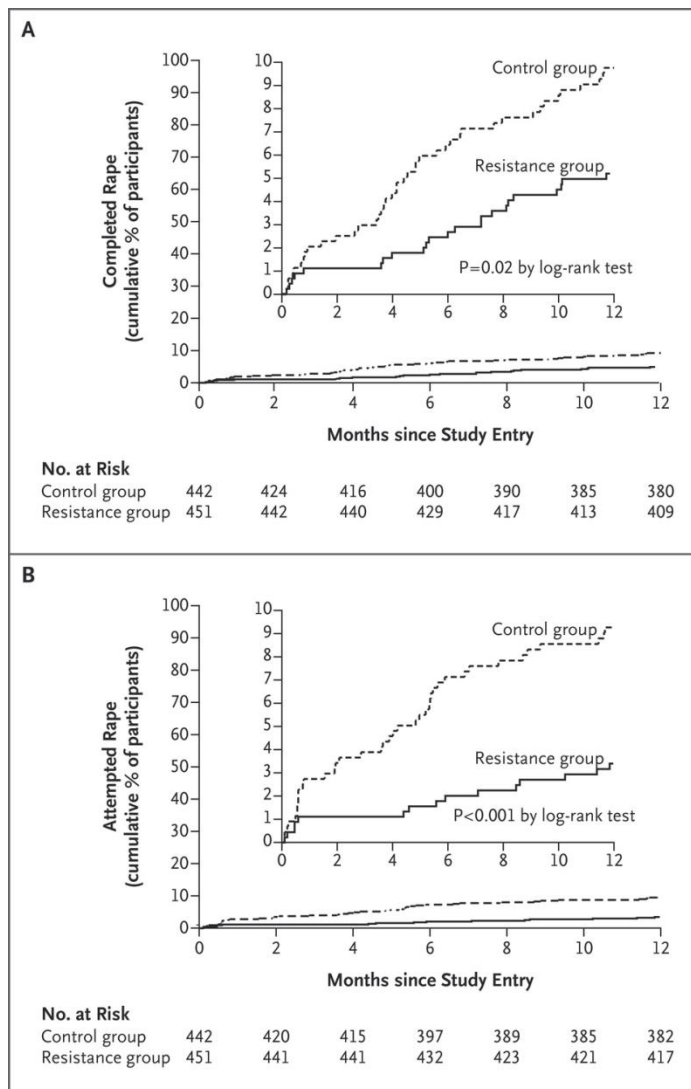 A
Completed Rape
(cumulative % of participants)
100
90
80
70
60
50
40
30
20
10
0
10
9
8
7
6
5
4
3
2
1
0
Control group
Resistance group
P=0.02 by log-rank test
0 2 4 6 8 10 12
0 2 4 6 8 10 12
Months since Study Entry
No. at Risk
Control group 442 424 416 400 390 385 380
Resistance group 451 442 440 429 417 413 409
B
Attempted Rape
(cumulative % of participants)
100
90
80
70
60
50
40
30
20
10
0
10
9
8
7
6
5
4
3
2
1
0
Control group
Resistance group
P<0.001 by log-rank test
0 2 4 6 8 10 12
0 2 4 6 8 10 12
Months since Study Entry
No. at Risk
Control group 442 420 415 397 389 385 382
Resistance group 451 441 441 432 423 421 417